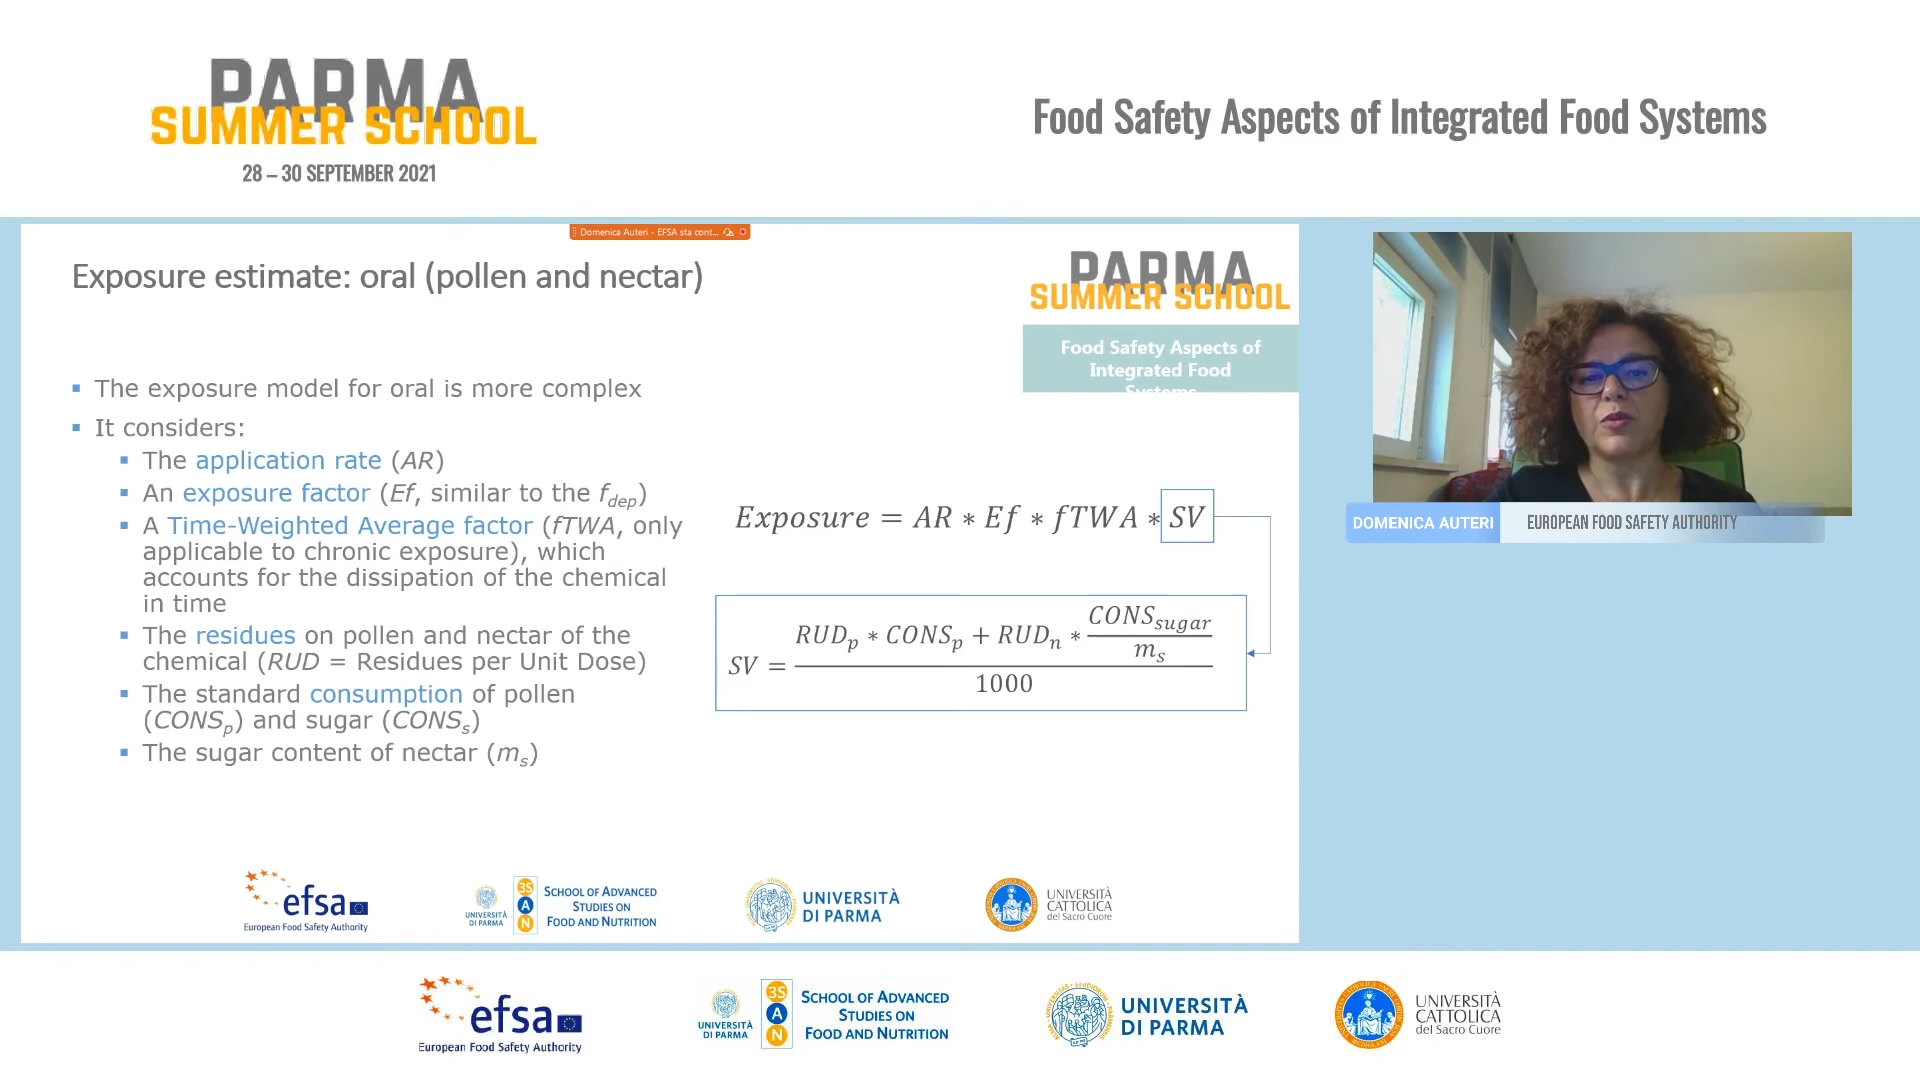 PARMA
SUMMER SCHOOL
28 – 30 SEPTEMBER 2021
Food Safety Aspects of Integrated Food Systems
Domenica Auteri - EFSA sta cont...
Exposure estimate: oral (pollen and nectar)
PARMA
SUMMER SCHOOL
Food Safety Aspects of
Integrated Food
Systems
▪ The exposure model for oral is more complex
▪ It considers:
▪ The application rate (AR)
▪ An exposure factor (Ef, similar to the f_dep)
▪ A Time-Weighted Average factor (fTWA, only
applicable to chronic exposure), which
accounts for the dissipation of the chemical
in time
▪ The residues on pollen and nectar of the
chemical (RUD = Residues per Unit Dose)
▪ The standard consumption of pollen
(CONS_p) and sugar (CONS_s)
▪ The sugar content of nectar (m_s)
Exposure = AR * Ef * fTWA * SV
SV = (RUD_p * CONS_p + RUD_n * CONS_sugar / m_s) / 1000
DOMENICA AUTERI
EUROPEAN FOOD SAFETY AUTHORITY
efsa
European Food Safety Authority
UNIVERSITÀ
DI PARMA
3S
A
N
SCHOOL OF ADVANCED
STUDIES ON
FOOD AND NUTRITION
UNIVERSITÀ
DI PARMA
UNIVERSITÀ
CATTOLICA
del Sacro Cuore
efsa
European Food Safety Authority
UNIVERSITÀ
DI PARMA
3S
A
N
SCHOOL OF ADVANCED
STUDIES ON
FOOD AND NUTRITION
UNIVERSITÀ
DI PARMA
UNIVERSITÀ
CATTOLICA
del Sacro Cuore